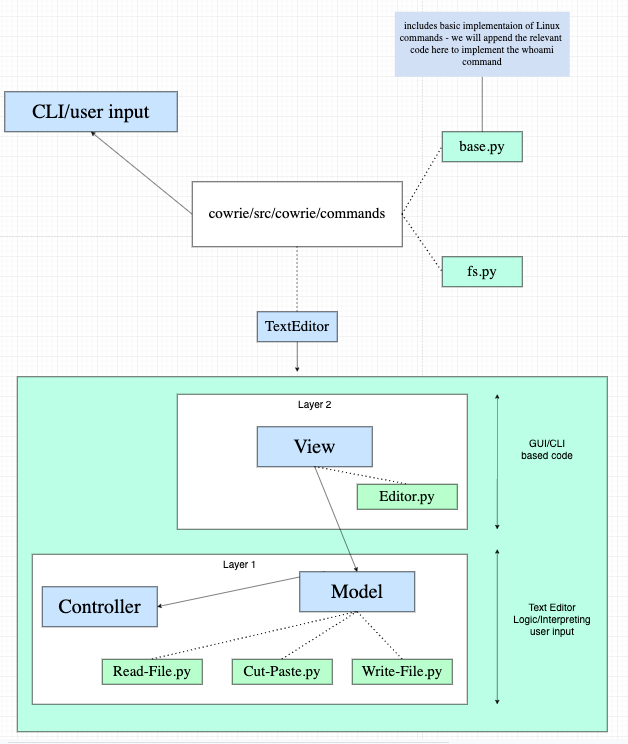 includes basic implementaion of Linux
commands - we will append the relevant
code here to implement the whoami
command
CLI/user input
base.py
cowrie/src/cowrie/commands
fs.py
TextEditor
Layer 2
View
Editor.py
GUI/CLI
based code
Layer 1
Controller
Model
Read-File.py
Cut-Paste.py
Write-File.py
Text Editor
Logic/Interpreting
user input